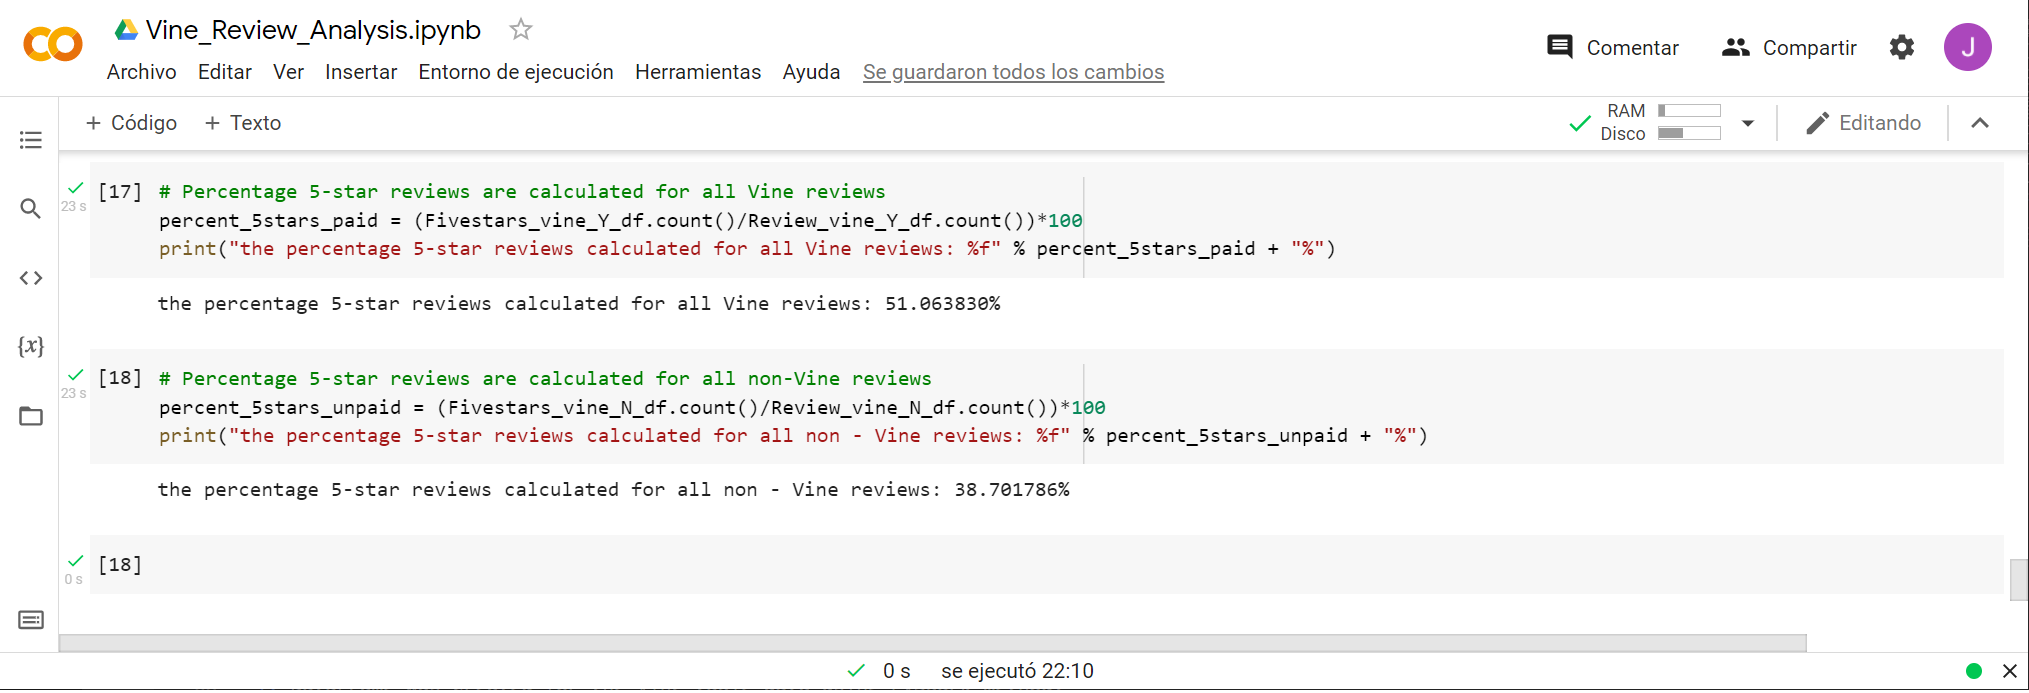 Vine_Review_Analysis.ipynb
Archivo Editar Ver Insertar Entorno de ejecución Herramientas Ayuda Se guardaron todos los cambios
Comentar Compartir J
+ Código + Texto
RAM
Disco
Editando
[17] # Percentage 5-star reviews are calculated for all Vine reviews
23 s
percent_5stars_paid = (Fivestars_vine_Y_df.count()/Review_vine_Y_df.count())*100
print("the percentage 5-star reviews calculated for all Vine reviews: %f" % percent_5stars_paid + "%")
the percentage 5-star reviews calculated for all Vine reviews: 51.063830%
{x}
[18] # Percentage 5-star reviews are calculated for all non-Vine reviews
23 s
percent_5stars_unpaid = (Fivestars_vine_N_df.count()/Review_vine_N_df.count())*100
print("the percentage 5-star reviews calculated for all non - Vine reviews: %f" % percent_5stars_unpaid + "%")
the percentage 5-star reviews calculated for all non - Vine reviews: 38.701786%
[18]
0 s
0 s se ejecutó 22:10